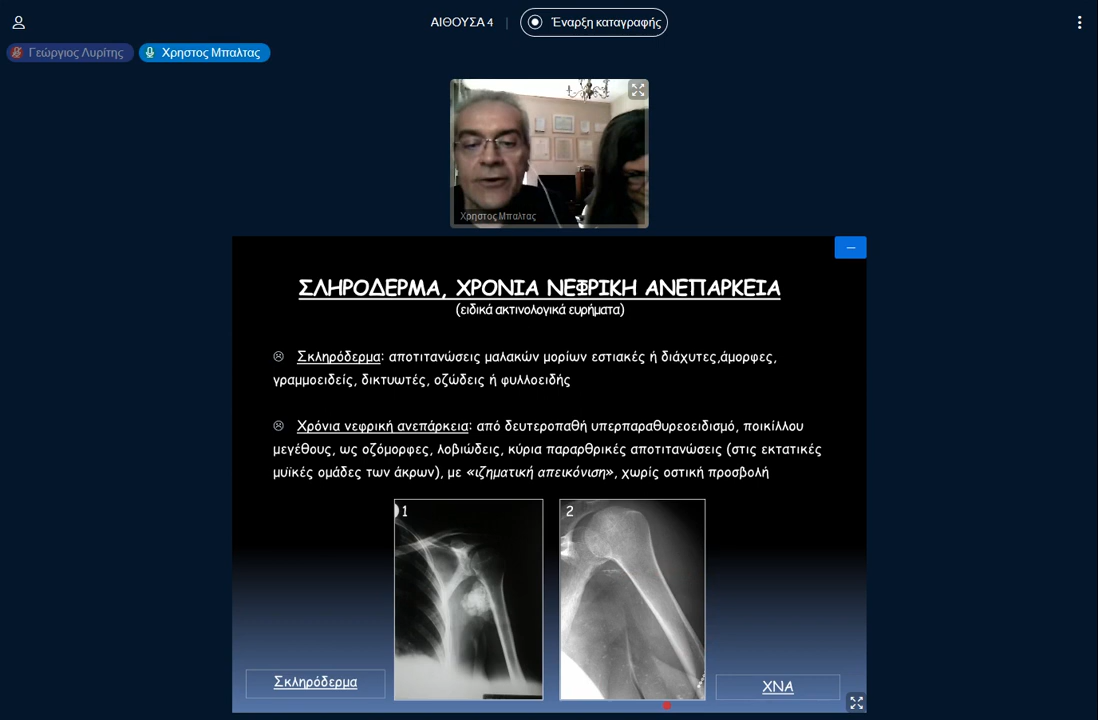 ΑΙΘΟΥΣΑ 4 | Έναρξη καταγραφής
Γεώργιος Λυρίτης Χρηστος Μπαλτας
Χρηστος Μπαλτας
ΣΛΗΡΟΔΕΡΜΑ, ΧΡΟΝΙΑ ΝΕΦΡΙΚΗ ΑΝΕΠΑΡΚΕΙΑ
(ειδικά ακτινολογικά ευρήματα)
☹ Σκληρόδερμα: αποτιτανώσεις μαλακών μορίων εστιακές ή διάχυτες,άμορφες,
γραμμοειδείς, δικτυωτές, οζώδεις ή φυλλοειδής
☹ Χρόνια νεφρική ανεπάρκεια: από δευτεροπαθή υπερπαραθυρεοειδισμό, ποικίλλου
μεγέθους, ως οζόμορφες, λοβιώδεις, κύρια παραρθρικές αποτιτανώσεις (στις εκτατικές
μυϊκές ομάδες των άκρων), με «ιζηματική απεικόνιση», χωρίς οστική προσβολή
1 2
Σκληρόδερμα
ΧΝΑ